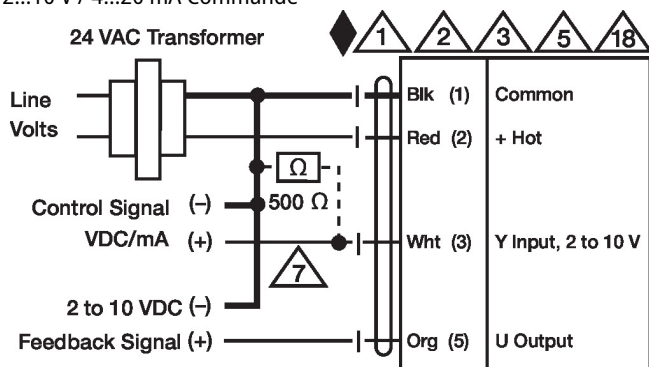 2...10 V / 4...20 mA Commande
24 VAC Transformer
1 2 3 5 18
Line
Volts
Blk (1) Common
Red (2) + Hot
Ω
500 Ω
Control Signal (-)
VDC/mA (+)
Wht (3) Y Input, 2 to 10 V
7
2 to 10 VDC (-)
Feedback Signal (+)
Org (5) U Output